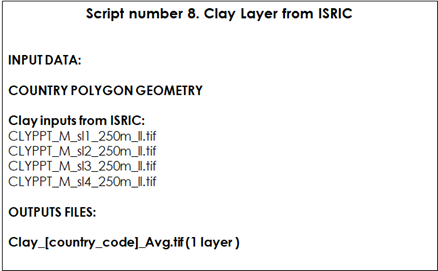 Script number 8. Clay Layer from ISRIC
INPUT DATA:
COUNTRY POLYGON GEOMETRY
Clay inputs from ISRIC:
CLYPPT_M_sl1_250m_ll.tif
CLYPPT_M_sl2_250m_ll.tif
CLYPPT_M_sl3_250m_ll.tif
CLYPPT_M_sl4_250m_ll.tif
OUTPUTS FILES:
Clay_[country_code]_Avg.tif (1 layer )